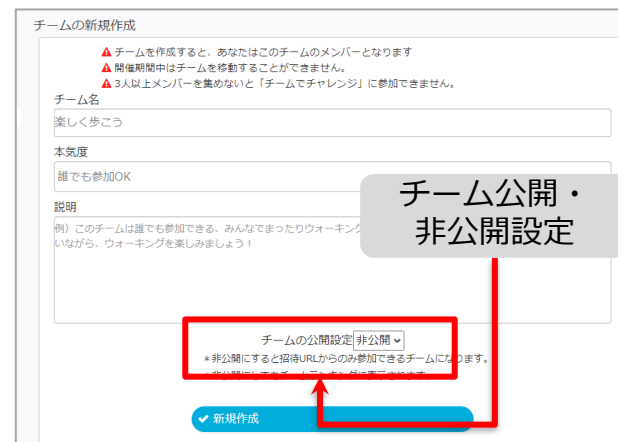 チームの新規作成
チームを作成すると、あなたはこのチームのメンバーとなります
開催期間中はチームを移動することができません。
3人以上メンバーを集めないと「チームでチャレンジ」に参加できません。
チーム名
楽しく歩こう
本気度
誰でも参加OK
チーム公開・
非公開設定
説明
例）このチームは誰でも参加できる、みんなでまったりウォーキング
いながら、ウォーキングを楽しみましょう！
チームの公開設定 非公開
*非公開にすると招待URLからのみ参加できるチームになります。
新規作成